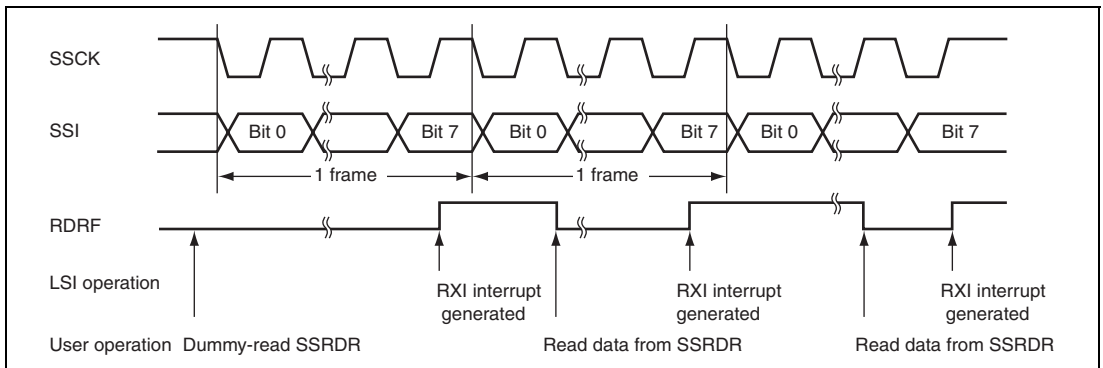 SSCK
SSI Bit 0 Bit 7 Bit 0 Bit 7 Bit 0 Bit 7
1 frame 1 frame
RDRF
LSI operation RXI interrupt generated RXI interrupt generated RXI interrupt generated
User operation Dummy-read SSRDR Read data from SSRDR Read data from SSRDR